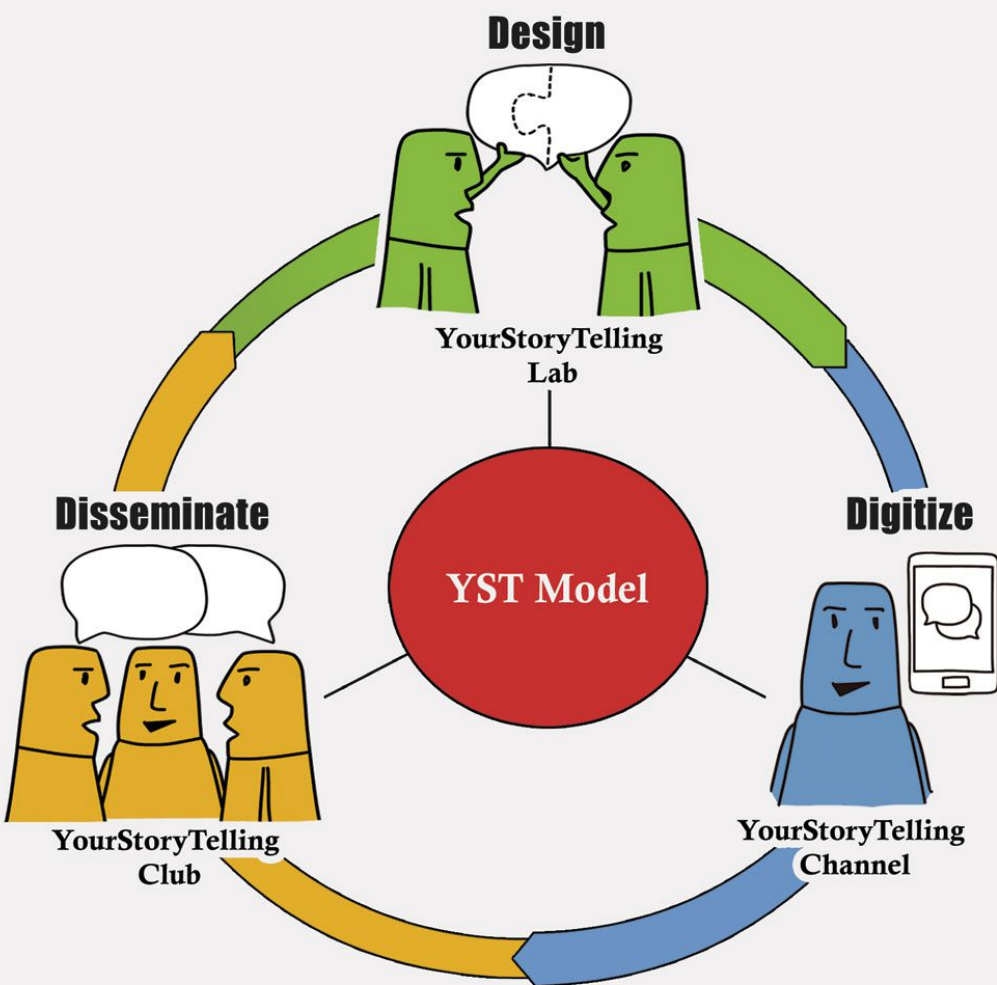 Design
YourStoryTelling
Lab
Disseminate
Digitize
YST Model
YourStoryTelling
Club
YourStoryTelling
Channel